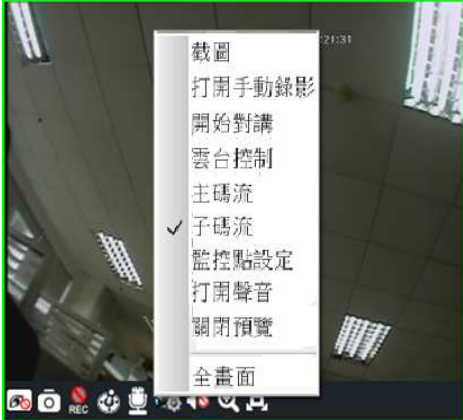 :21:31
截圖
打開手動錄影
開始對講
雲台控制
主碼流
子碼流
監控點設定
打開聲音
關閉預覽
全畫面
REC